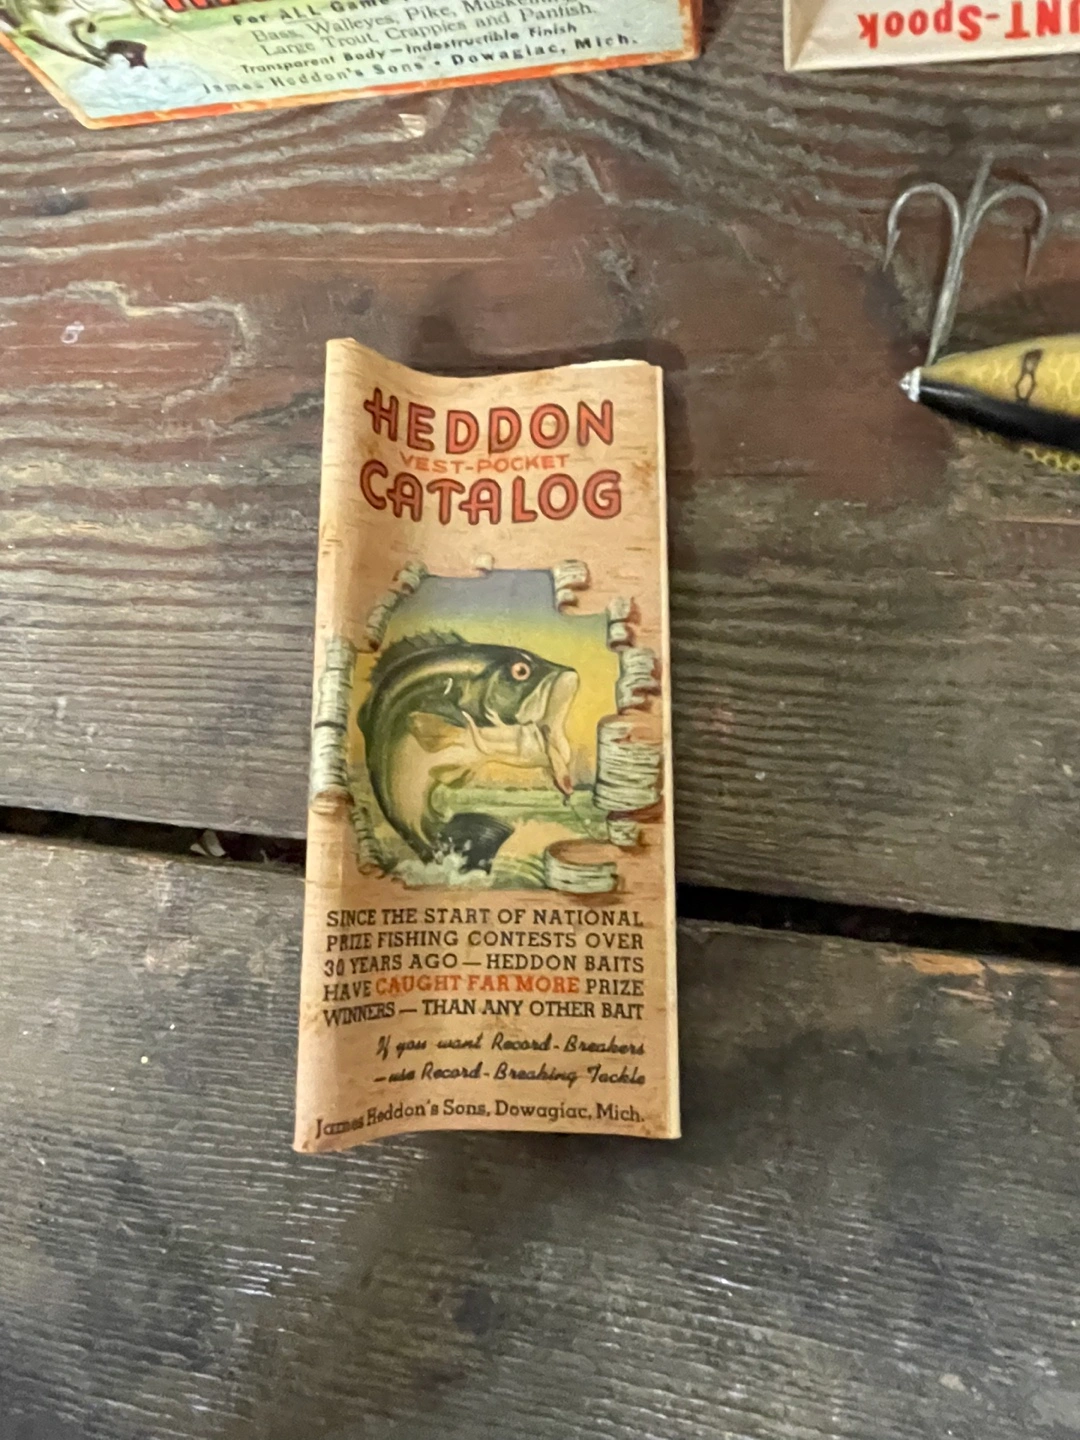 For ALL Game
Bass, Walleyes, Pike,
Large Trout, Crappies and Panfish.
Transparent Body—Indestructible Finish
James Heddon's Sons • Dowagiac, Mich.
NT-Spook
HEDDON
VEST-POCKET
CATALOG
SINCE THE START OF NATIONAL
PRIZE FISHING CONTESTS OVER
30 YEARS AGO—HEDDON BAITS
HAVE CAUGHT FAR MORE PRIZE
WINNERS—THAN ANY OTHER BAIT
If you want Record-Breakers
—use Record-Breaking Tackle
James Heddon's Sons, Dowagiac, Mich.